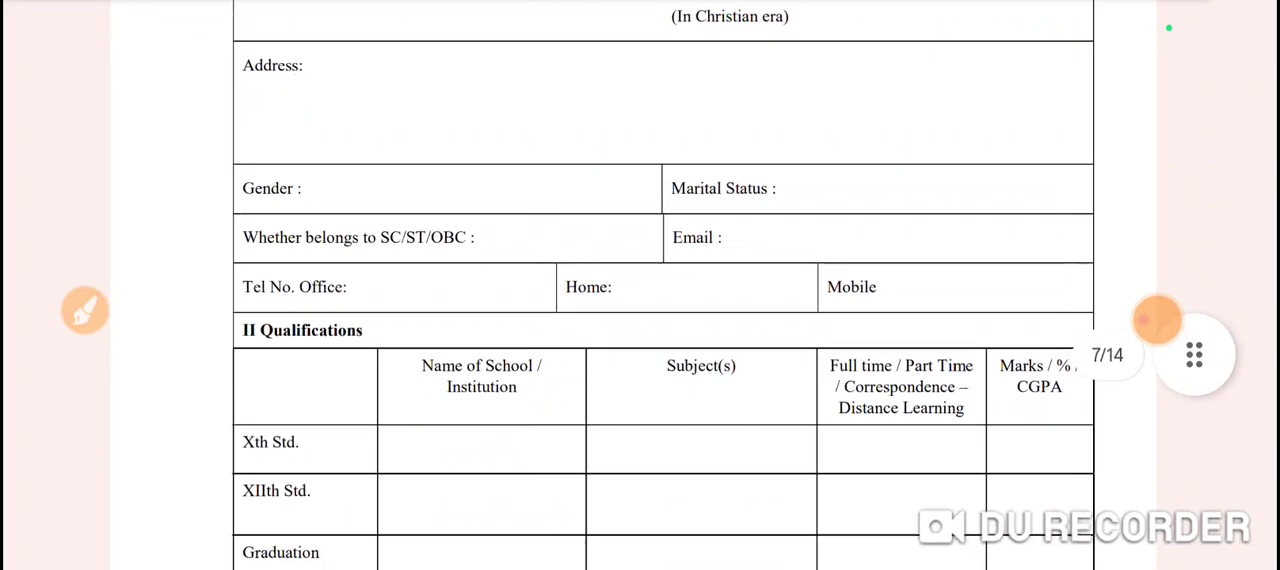 (In Christian era)
Address:
Gender :
Marital Status :
Whether belongs to SC/ST/OBC :
Email :
Tel No. Office:
Home:
Mobile
II Qualifications
Name of School /
Institution
Subject(s)
Full time / Part Time
/ Correspondence –
Distance Learning
Marks / %
CGPA
7/14
Xth Std.
XIIth Std.
Graduation
DU RECORDER